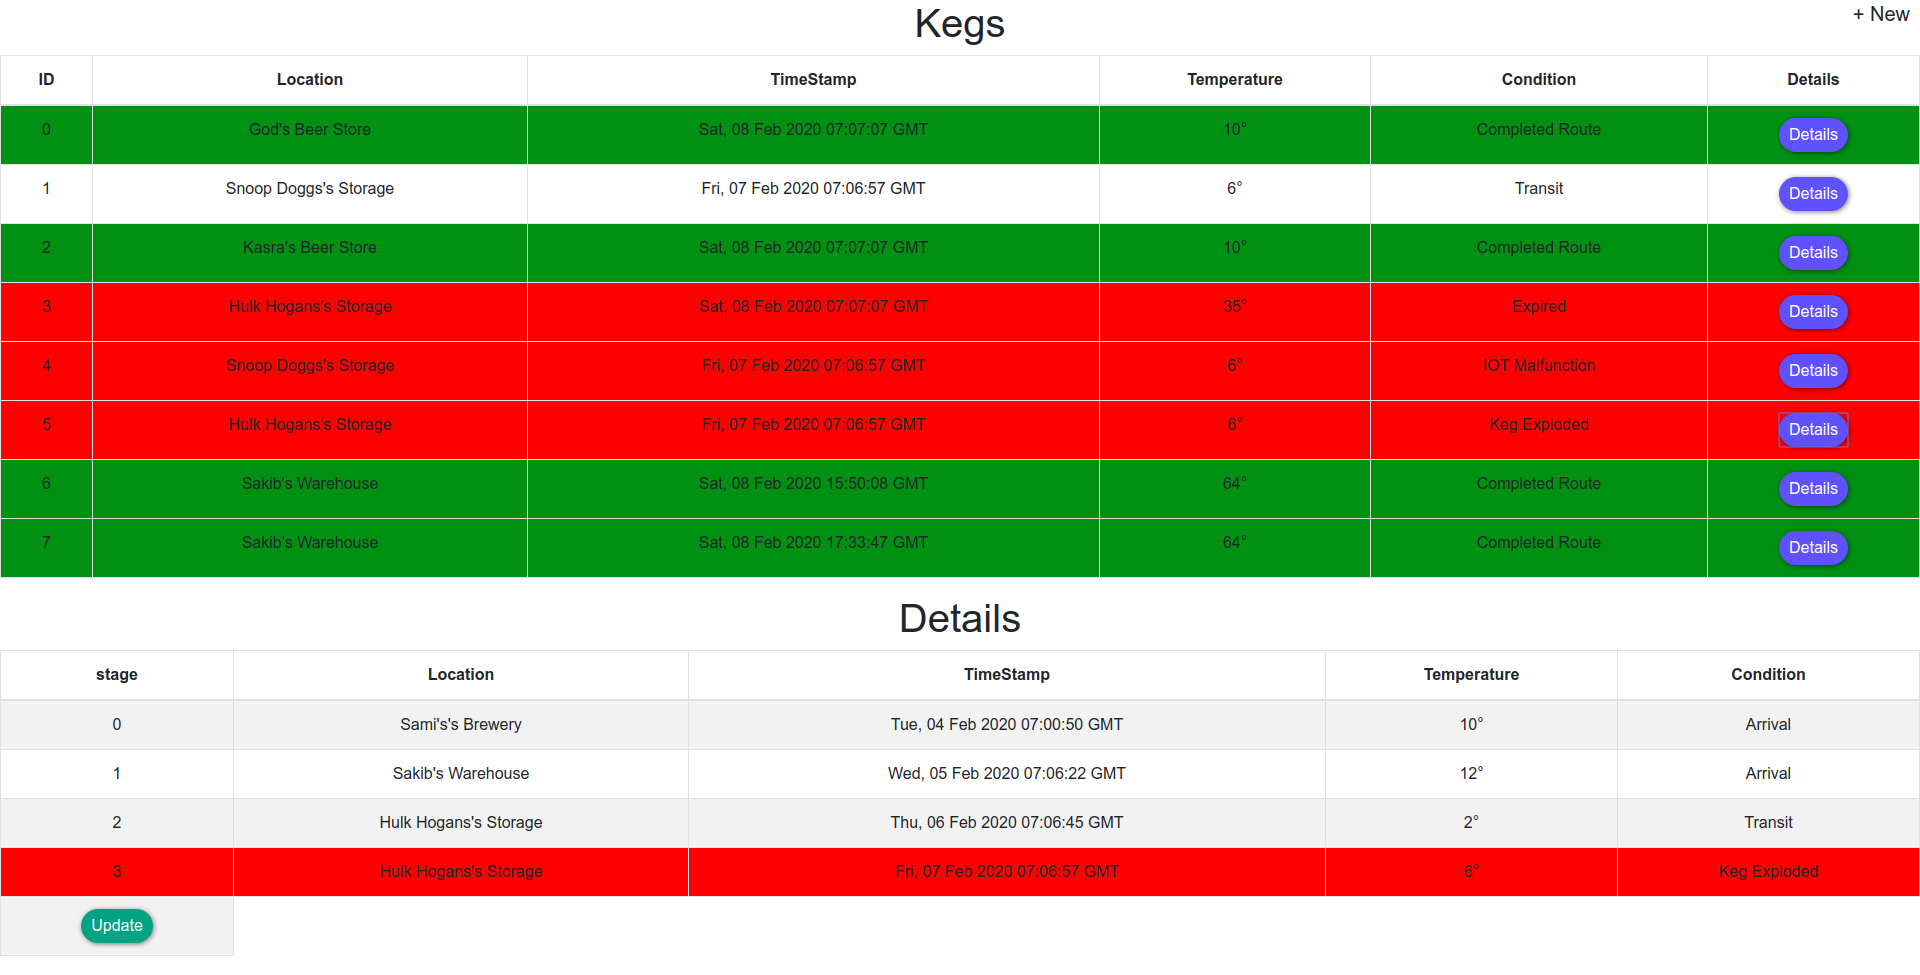 Kegs
+ New
ID Location TimeStamp Temperature Condition Details
0 God's Beer Store Sat, 08 Feb 2020 07:07:07 GMT 10° Completed Route Details
1 Snoop Doggs's Storage Fri, 07 Feb 2020 07:06:57 GMT 6° Transit Details
2 Kasra's Beer Store Sat, 08 Feb 2020 07:07:07 GMT 10° Completed Route Details
3 Hulk Hogans's Storage Sat, 08 Feb 2020 07:07:07 GMT 35° Expired Details
4 Snoop Doggs's Storage Fri, 07 Feb 2020 07:06:57 GMT 6° IOT Malfunction Details
5 Hulk Hogans's Storage Fri, 07 Feb 2020 07:06:57 GMT 6° Keg Exploded Details
6 Sakib's Warehouse Sat, 08 Feb 2020 15:50:08 GMT 64° Completed Route Details
7 Sakib's Warehouse Sat, 08 Feb 2020 17:33:47 GMT 64° Completed Route Details
Details
stage Location TimeStamp Temperature Condition
0 Sami's's Brewery Tue, 04 Feb 2020 07:00:50 GMT 10° Arrival
1 Sakib's Warehouse Wed, 05 Feb 2020 07:06:22 GMT 12° Arrival
2 Hulk Hogans's Storage Thu, 06 Feb 2020 07:06:45 GMT 2° Transit
3 Hulk Hogans's Storage Fri, 07 Feb 2020 07:06:57 GMT 6° Keg Exploded
Update